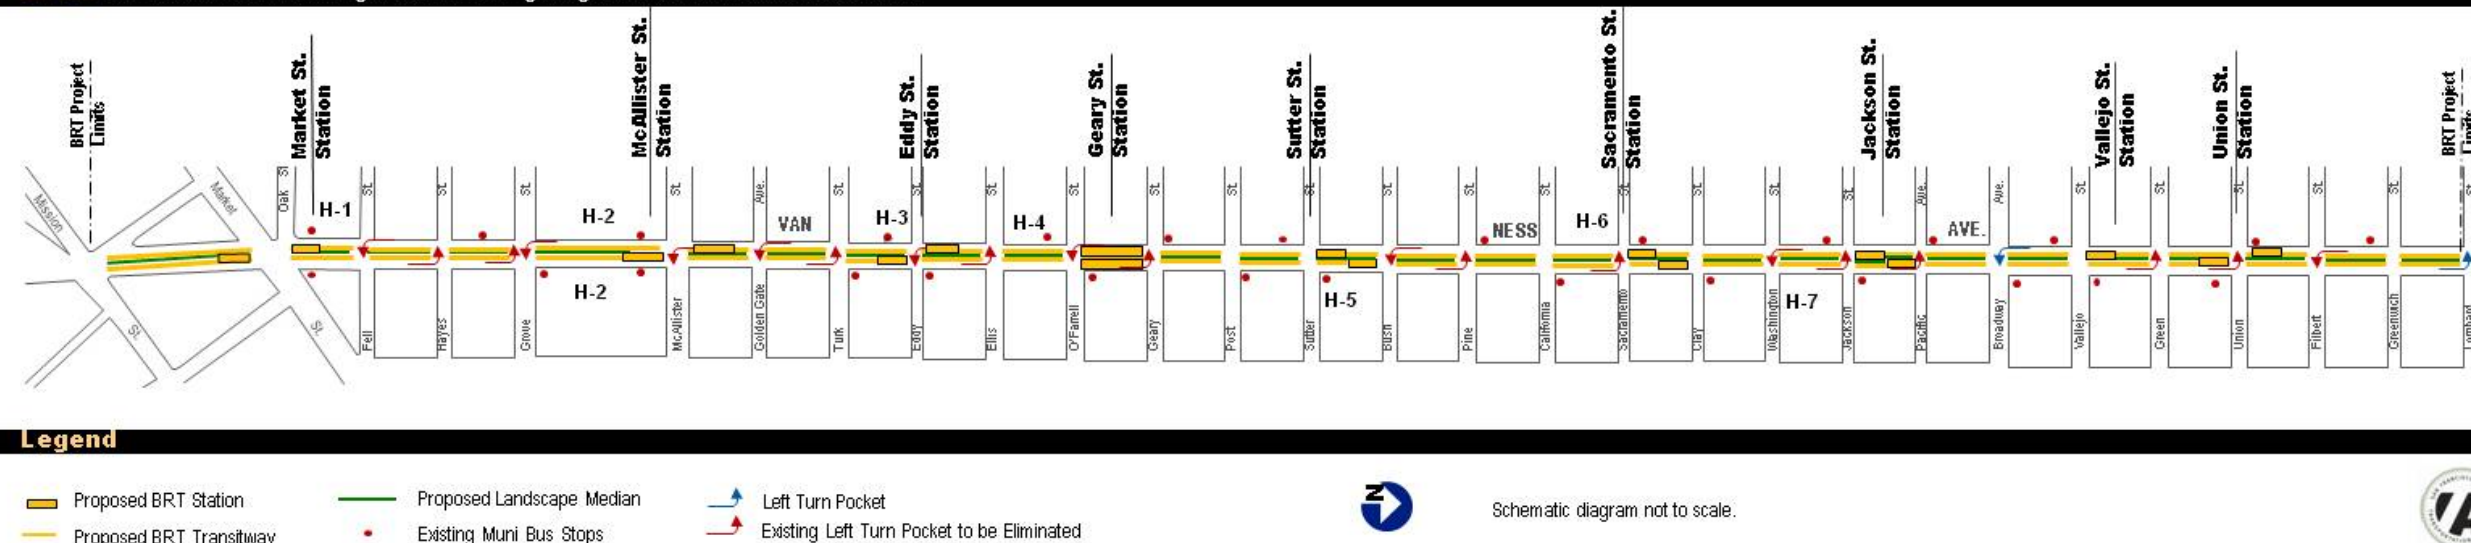 BRT Project
Limits
Market St.
Station
McAllister St.
Station
Eddy St.
Station
Geary St.
Station
Sutter St.
Station
Sacramento St.
Station
Jackson St.
Station
Vallejo St.
Station
Union St.
Station
BRT Project
Limits
Mission
St.
Market
St.
Oak St
St.
St.
St.
St.
Ave.
St.
St.
St.
St.
St.
St.
St.
St.
St.
St.
St.
St.
St.
Ave.
Ave.
St.
St.
St.
St.
St.
St
H-1
H-2
VAN
H-3
H-4
NESS
H-6
AVE.
H-2
H-5
H-7
Fell
Hayes
Grove
McAllister
Golden Gate
Turk
Eddy
Ellis
O'Farrell
Geary
Post
Sutter
Bush
Pine
California
Sacramento
Clay
Washington
Jackson
Pacific
Broadway
Vallejo
Green
Union
Filbert
Greenwich
Lombard
Legend
Proposed BRT Station
Proposed Landscape Median
Left Turn Pocket
Proposed BRT Transitway
Existing Muni Bus Stops
Existing Left Turn Pocket to be Eliminated
N
Schematic diagram not to scale.